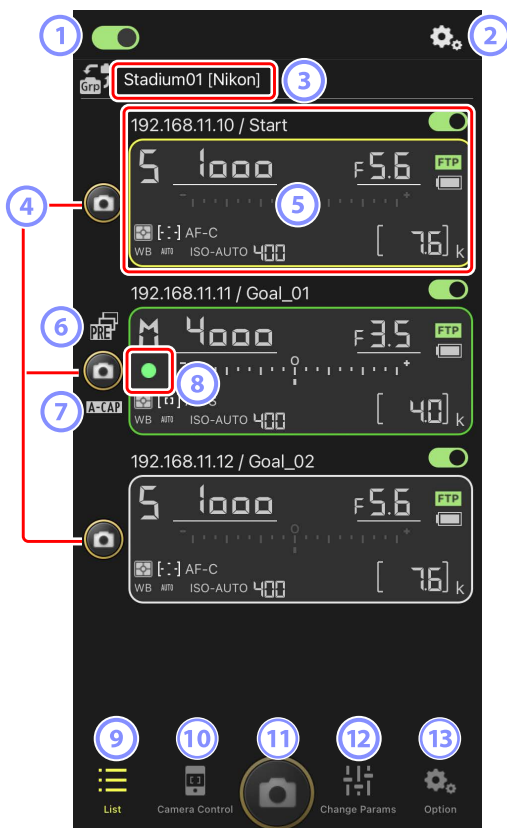 1
2
Grp
Stadium01 [Nikon]
3
192.168.11.10 / Start
4
S 1000 F5.6 FTP
- 5 +
AF-C
WB AUTO ISO-AUTO 400 [ 7.6] k
192.168.11.11 / Goal_01
6
PRE
M 4000 F3.5 FTP
- 0 +
8
7
A-CAP
S
WB AUTO ISO-AUTO 400 [ 4.0] k
192.168.11.12 / Goal_02
S 1000 F5.6 FTP
- 0 +
AF-C
WB AUTO ISO-AUTO 400 [ 7.6] k
9 10 11 12 13
List Camera Control Change Params Option